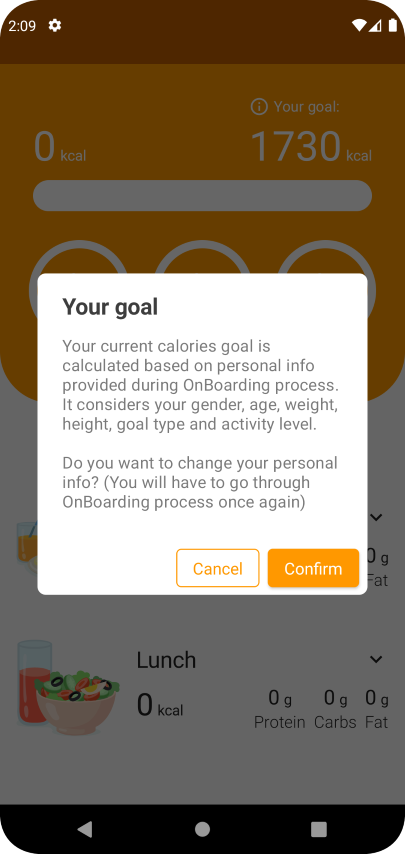 2:09
Your goal:
0 kcal
1730 kcal
Your goal
Your current calories goal is
calculated based on personal info
provided during OnBoarding process.
It considers your gender, age, weight,
height, goal type and activity level.
Do you want to change your personal
info? (You will have to go through
OnBoarding process once again)
Cancel
Confirm
0 g
Fat
Lunch
0 kcal
0 g
0 g
0 g
Protein
Carbs
Fat